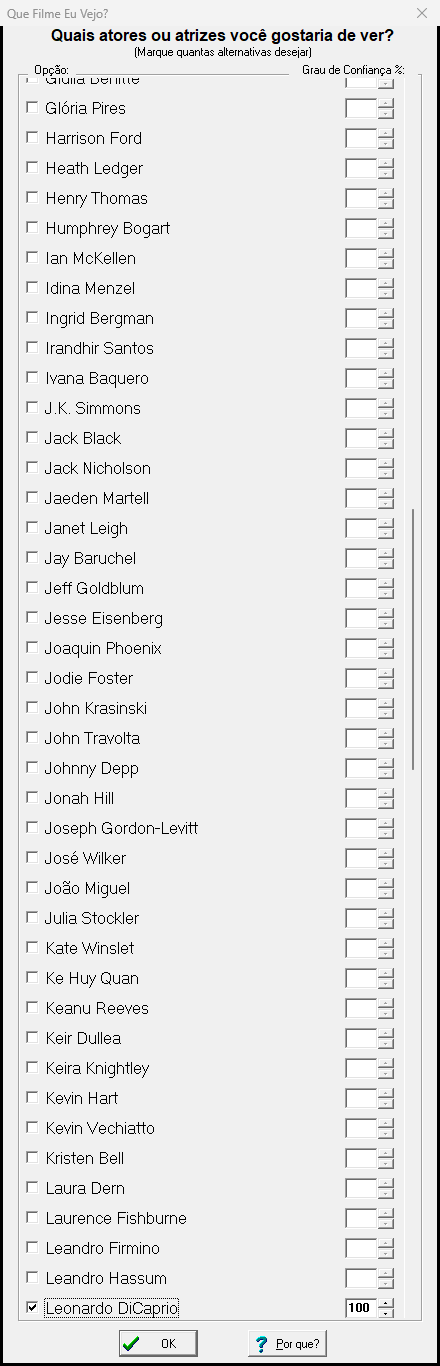 Que Filme Eu Vejo?
Quais atores ou atrizes você gostaria de ver?
(Marque quantas alternativas desejar)
Opção: Grau de Confiança %:
Glória Pires
Harrison Ford
Heath Ledger
Henry Thomas
Humphrey Bogart
Ian McKellen
Idina Menzel
Ingrid Bergman
Irandhir Santos
Ivana Baquero
J.K. Simmons
Jack Black
Jack Nicholson
Jaeden Martell
Janet Leigh
Jay Baruchel
Jeff Goldblum
Jesse Eisenberg
Joaquin Phoenix
Jodie Foster
John Krasinski
John Travolta
Johnny Depp
Jonah Hill
Joseph Gordon-Levitt
José Wilker
João Miguel
Julia Stockler
Kate Winslet
Ke Huy Quan
Keanu Reeves
Keir Dullea
Keira Knightley
Kevin Hart
Kevin Vechiatto
Kristen Bell
Laura Dern
Laurence Fishburne
Leandro Firmino
Leandro Hassum
Leonardo DiCaprio 100
OK Por que?